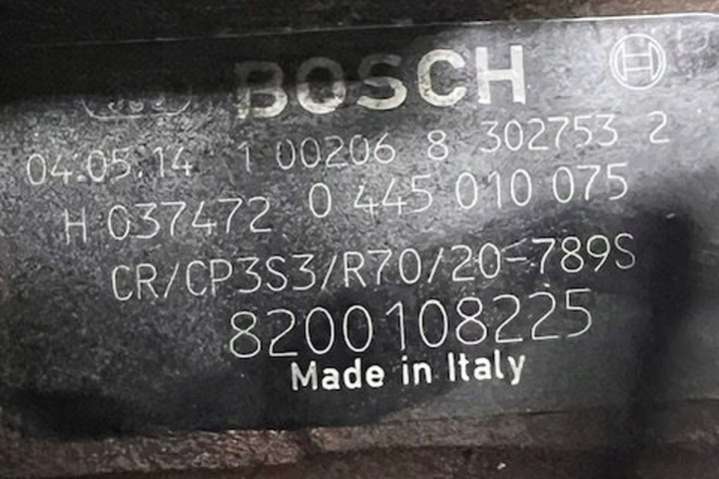 BOSCH
04.05.14 1 00206 8 302753 2
H 037472 0 445 010 075
CR/CP3S3/R70/20-789S
8200108225
Made in Italy